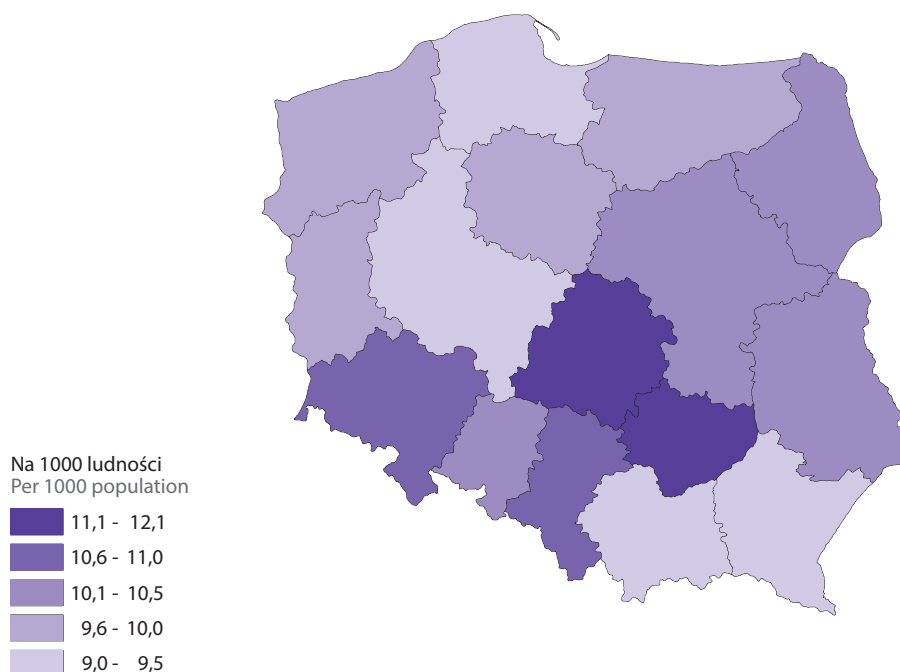 Na 1000 ludności
Per 1000 population
11,1 - 12,1
10,6 - 11,0
10,1 - 10,5
9,6 - 10,0
9,0 - 9,5